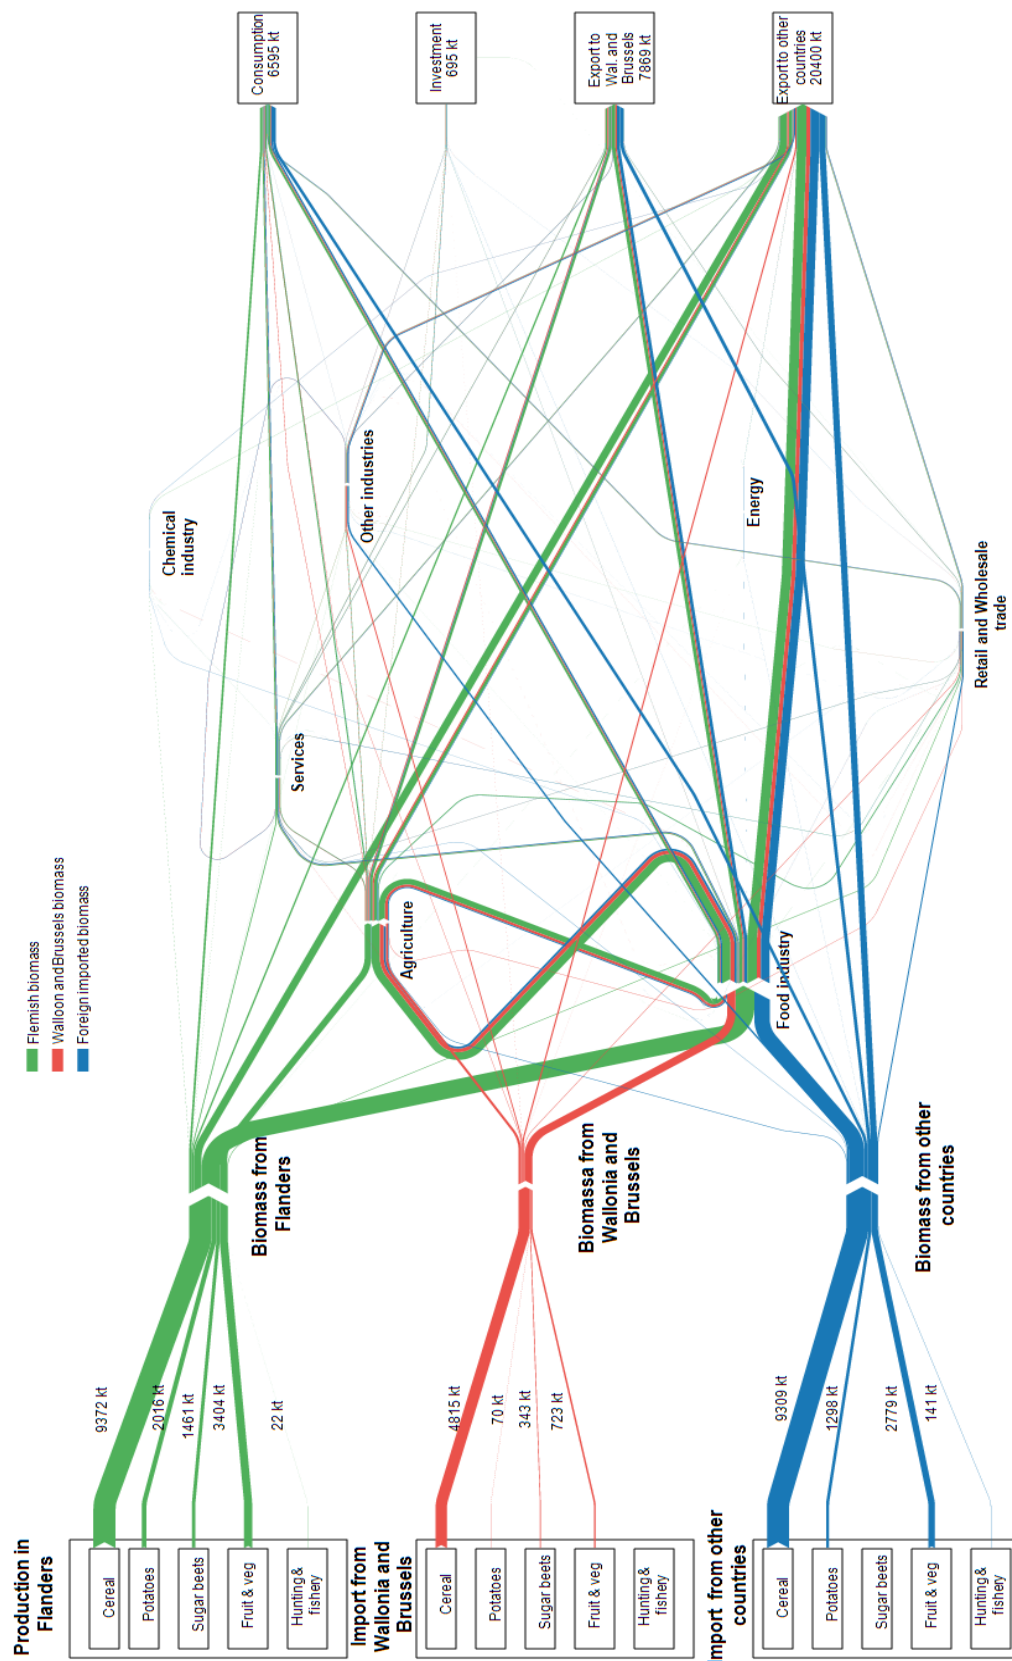 Flemish biomass
Walloon and Brussels biomass
Foreign imported biomass
Production in
Flanders
Cereal
Potatoes
Sugar beets
Fruit & veg
Hunting &
fishery
9372 kt
2016 kt
1461 kt
3404 kt
22 kt
Import from
Wallonia and
Brussels
Cereal
Potatoes
Sugar beets
Fruit & veg
Hunting &
fishery
4815 kt
70 kt
343 kt
723 kt
Import from other
countries
Cereal
Potatoes
Sugar beets
Fruit & veg
Hunting &
fishery
9309 kt
1298 kt
2779 kt
141 kt
Biomass from
Flanders
Biomassa from
Wallonia and
Brussels
Biomass from other
countries
Agriculture
Food industry
Services
Retail and Wholesale
trade
Chemical
industry
Other industries
Energy
Consumption
6595 kt
Investment
695 kt
Export to
Wal. and
Brussels
7869 kt
Export to other
countries
20400 kt